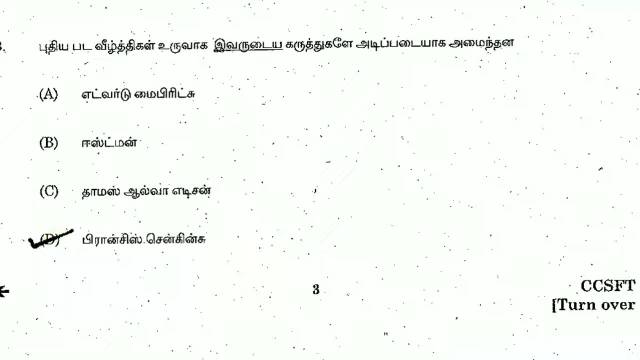 புதிய பட வீழ்த்திகள் உருவாக இவருடைய கருத்துகளே அடிப்படையாக அமைந்தன
(A) எட்வர்டு மைபிரிட்சு
(B) ஈஸ்ட்மன்
(C) தாமஸ் ஆல்வா எடிசன்
(D) பிரான்சிஸ் சென்கின்சு
3
CCSFT
[Turn over